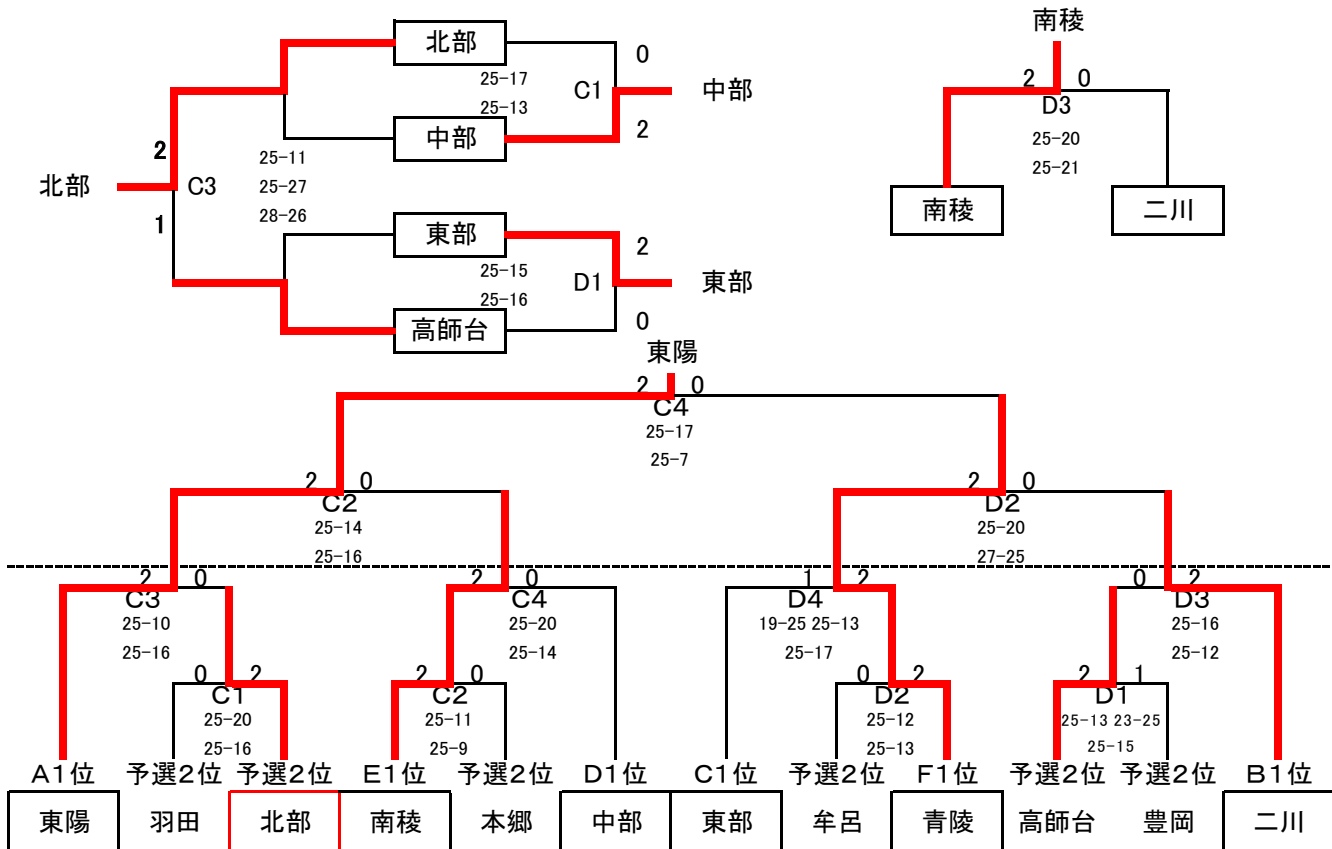 南稜
北部
0
2
0
25-17
C1
中部
D3
25-13
25-20
中部
2
25-21
2
25-11
北部
C3
25-27
南稜
二川
28-26
1
東部
2
25-15
D1
東部
25-16
高師台
0
東陽
2
0
C4
25-17
25-7
2
0
2
0
C2
D2
25-14
25-20
25-16
27-25
2
0
2
0
1
2
0
2
C3
C4
D4
D3
25-10
25-20
19-25 25-13
25-16
25-16
25-14
25-17
25-12
0
2
2
0
0
2
2
1
C1
C2
D2
D1
25-20
25-11
25-12
25-13 23-25
25-16
25-9
25-13
25-15
A1位
予選2位
予選2位
E1位
予選2位
D1位
C1位
予選2位
F1位
予選2位
予選2位
B1位
東陽
羽田
北部
南稜
本郷
中部
東部
牟呂
青陵
高師台
豊岡
二川